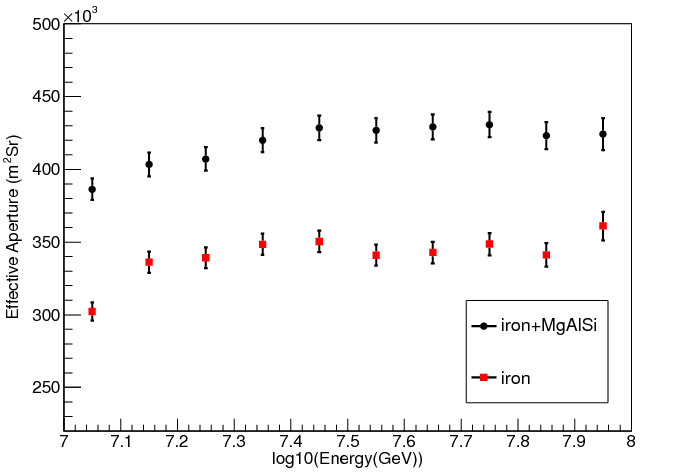 ×10³
500
450
400
350
300
250
Effective Aperture (m²Sr)
iron+MgAlSi
iron
7 7.1 7.2 7.3 7.4 7.5 7.6 7.7 7.8 7.9 8
log10(Energy(GeV))